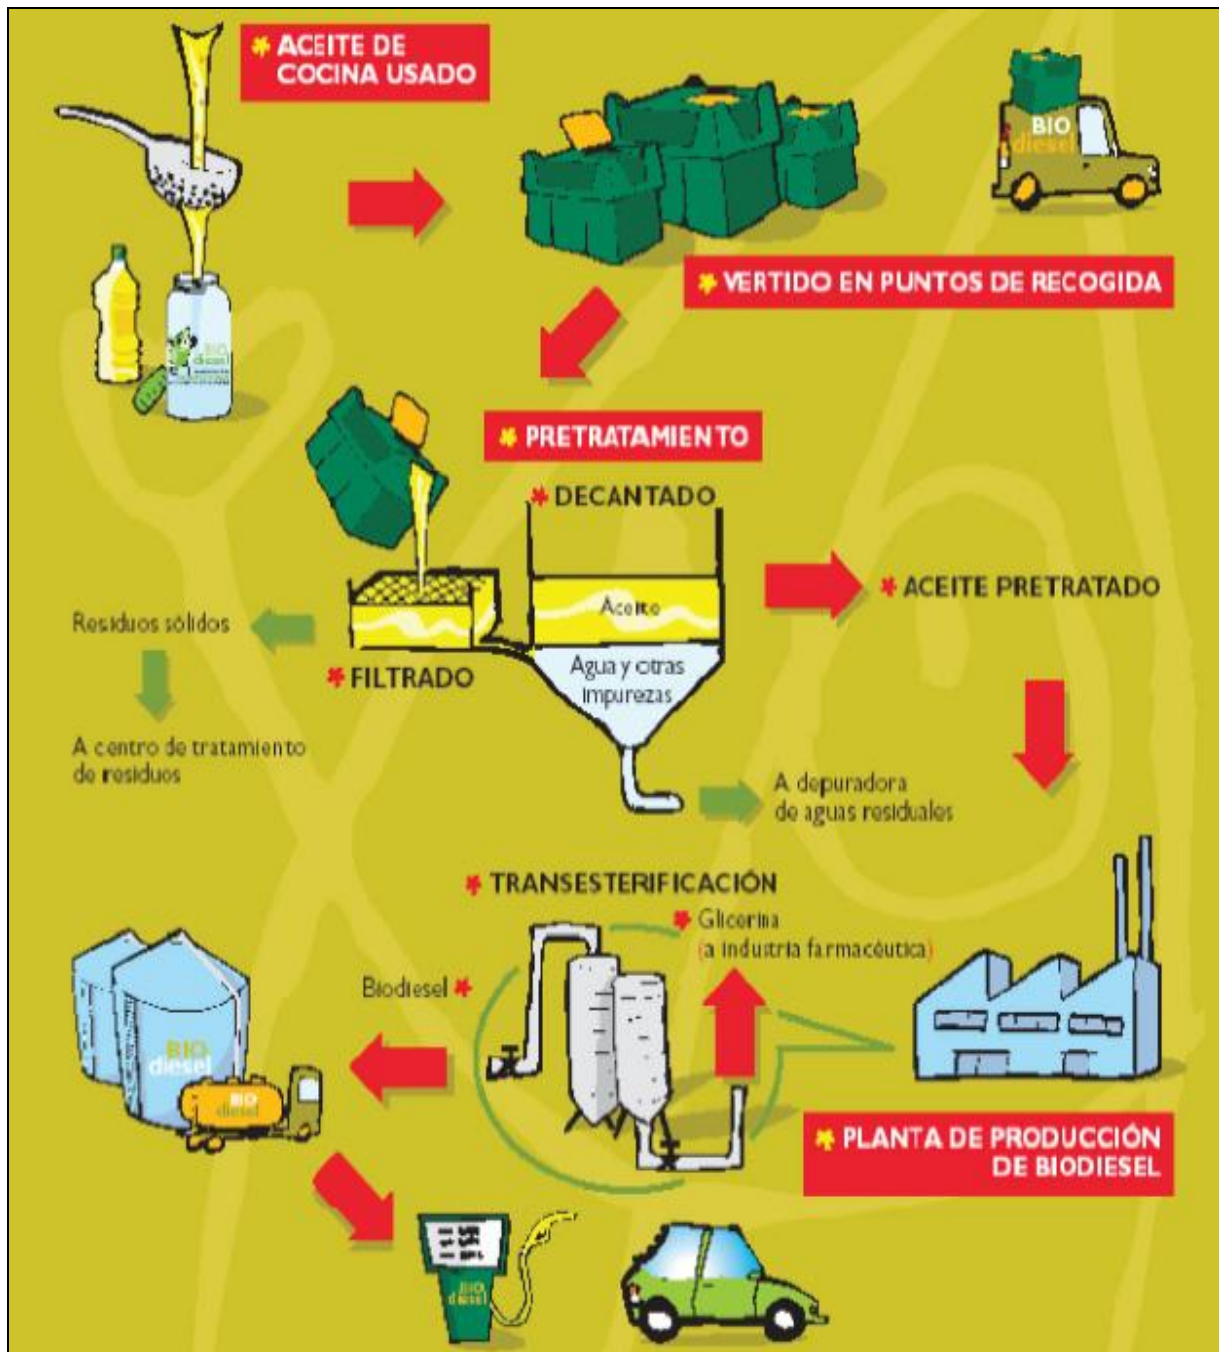 ACEITE DE
COCINA USADO
BIO
diesel
VERTIDO EN PUNTOS DE RECOGIDA
BIO
diesel
PRETRATAMIENTO
DECANTADO
Aceite
ACEITE PRETRATADO
Residuos sólidos
Agua y otras
impurezas
FILTRADO
A centro de tratamiento
de residuos
A depuradora
de aguas residuales
TRANSESTERIFICACIÓN
Glicerina
(a industria farmacéutica)
Biodiesel
BIO
diesel
BIO
diesel
PLANTA DE PRODUCCIÓN
DE BIODIESEL
BIO
diesel